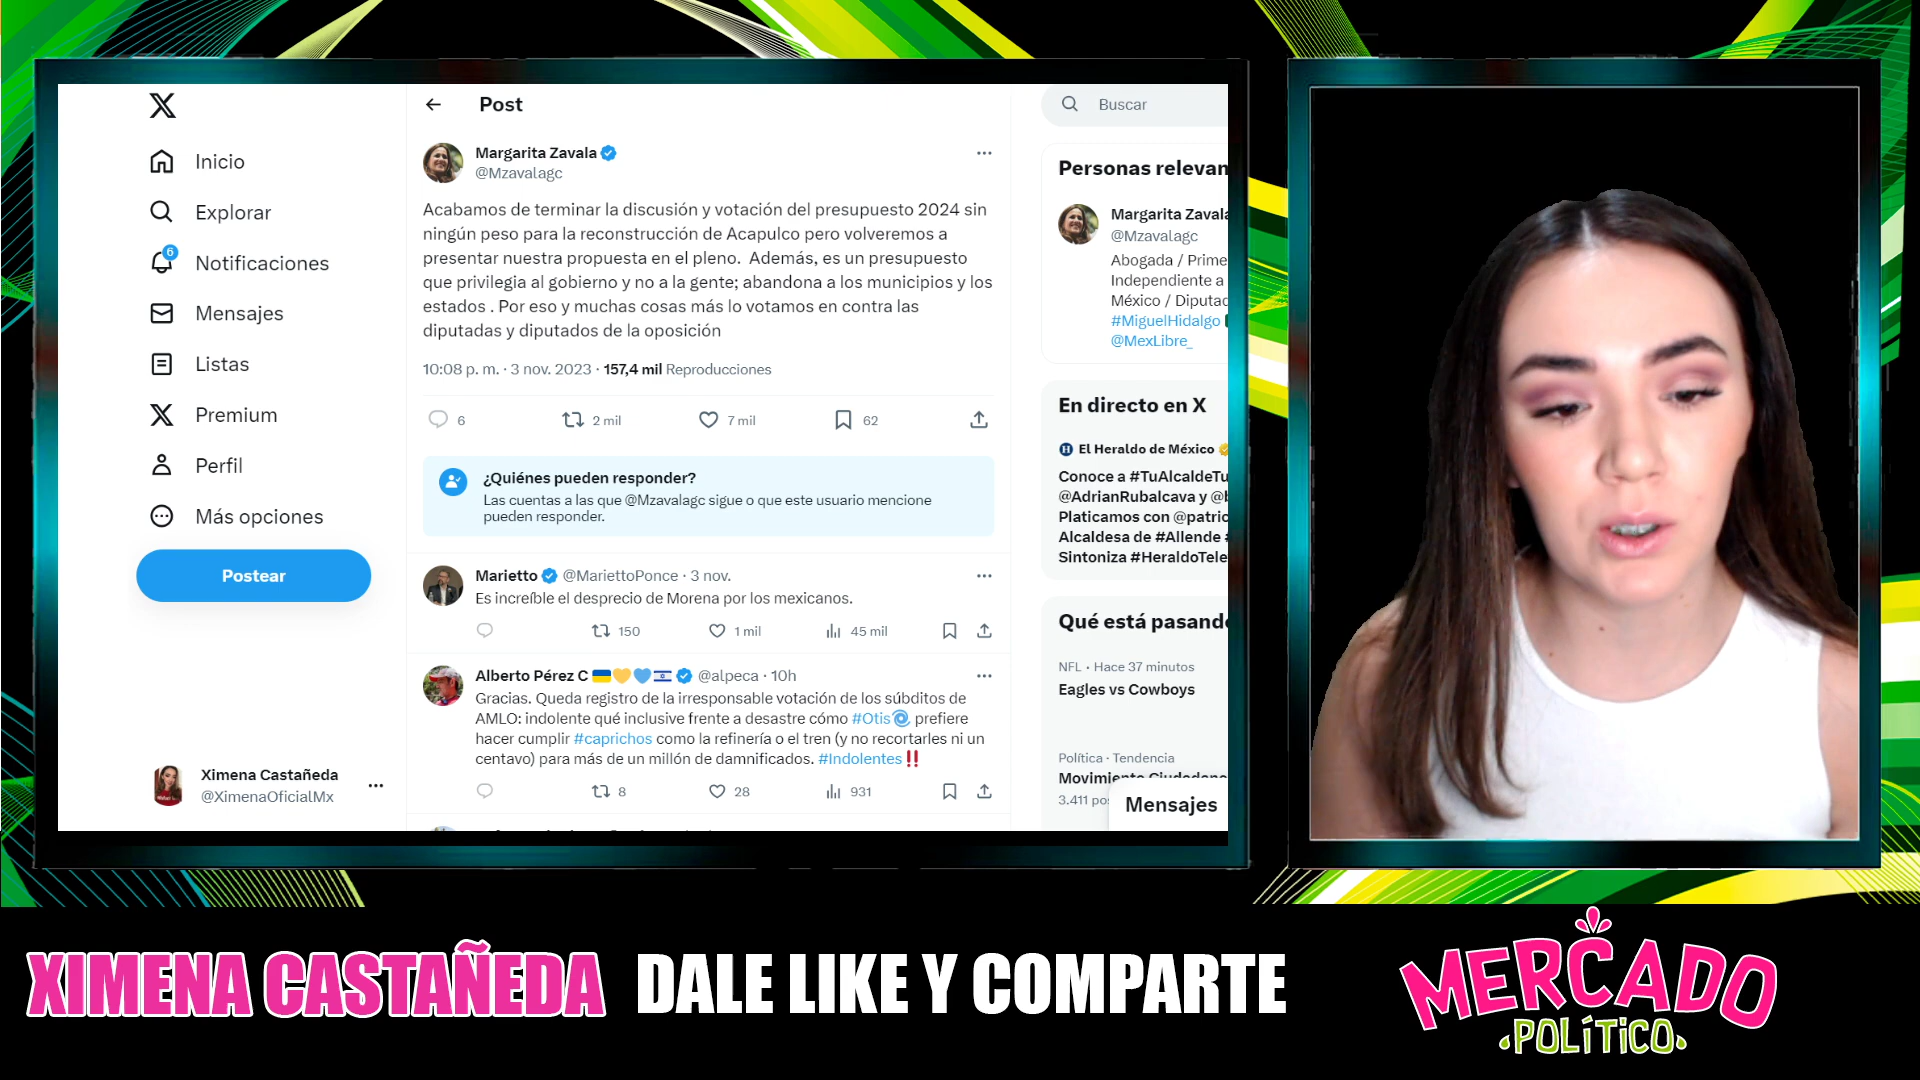 Inicio
Explorar
6
Notificaciones
Mensajes
Listas
Premium
Perfil
Más opciones
Postear
Ximena Castañeda
@XimenaOficialMx
Post
Margarita Zavala
@Mzavalagc
Acabamos de terminar la discusión y votación del presupuesto 2024 sin
ningún peso para la reconstrucción de Acapulco pero volveremos a
presentar nuestra propuesta en el pleno. Además, es un presupuesto
que privilegia al gobierno y no a la gente; abandona a los municipios y los
estados . Por eso y muchas cosas más lo votamos en contra las
diputadas y diputados de la oposición
10:08 p. m. · 3 nov. 2023 · 157,4 mil Reproducciones
6 2 mil 7 mil 62
¿Quiénes pueden responder?
Las cuentas a las que @Mzavalagc sigue o que este usuario mencione
pueden responder.
Marietto @MariettoPonce · 3 nov.
Es increíble el desprecio de Morena por los mexicanos.
150 1 mil 45 mil
Alberto Pérez C @alpeca · 10h
Gracias. Queda registro de la irresponsable votación de los súbditos de
AMLO: indolente qué inclusive frente a desastre cómo #Otis prefiere
hacer cumplir #caprichos como la refinería o el tren (y no recortarles ni un
centavo) para más de un millón de damnificados. #Indolentes ‼️
8 28 931
Buscar
Personas relevan
Margarita Zavala
@Mzavalagc
Abogada / Prime
Independiente a
México / Diputad
#MiguelHidalgo
@MexLibre_
En directo en X
El Heraldo de México
Conoce a #TuAlcaldeTu
@AdrianRubalcava y @b
Platicamos con @patric
Alcaldesa de #Allende #
Sintoniza #HeraldoTele
Qué está pasando
NFL · Hace 37 minutos
Eagles vs Cowboys
Política · Tendencia
Movimiento Ciudadano
3.411 pos
Mensajes
XIMENA CASTAÑEDA DALE LIKE Y COMPARTE
MERCADO
POLÍTICO